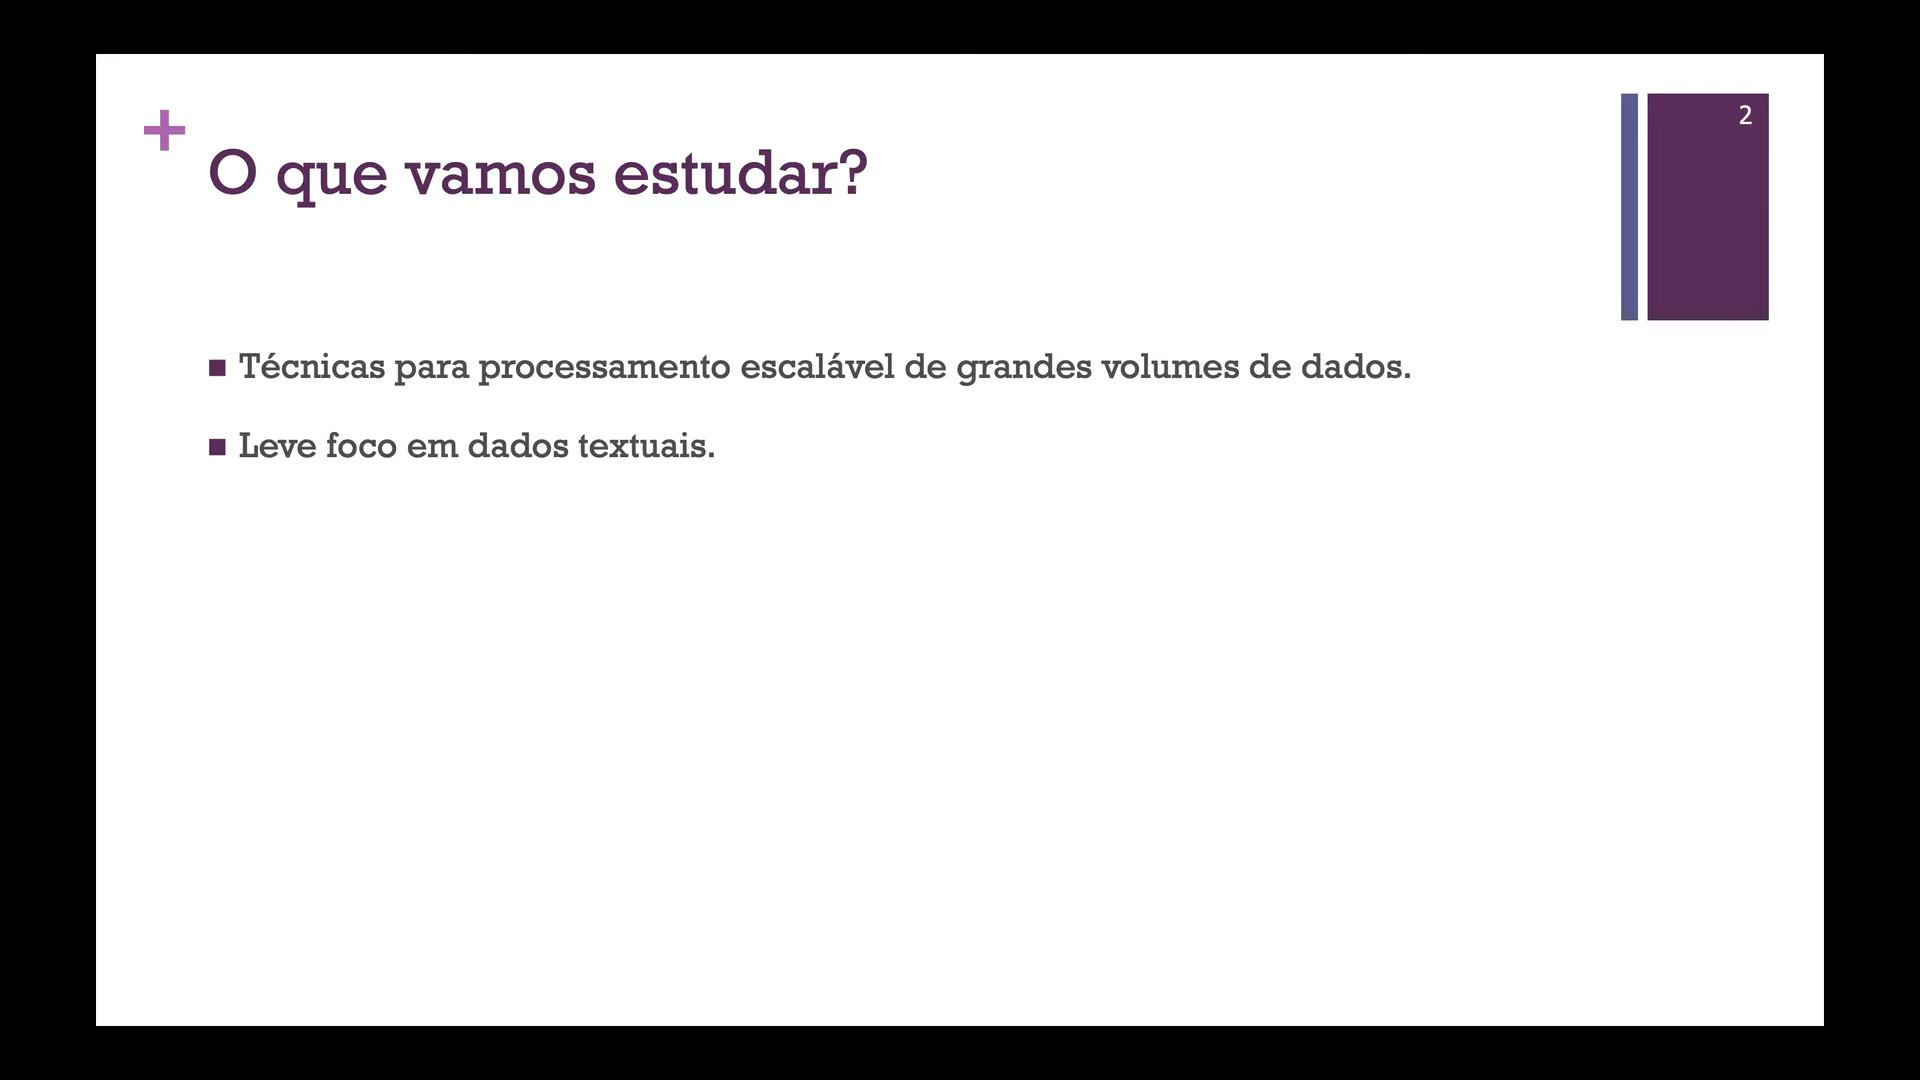 2
O que vamos estudar?
Técnicas para processamento escalável de grandes volumes de dados.
Leve foco em dados textuais.